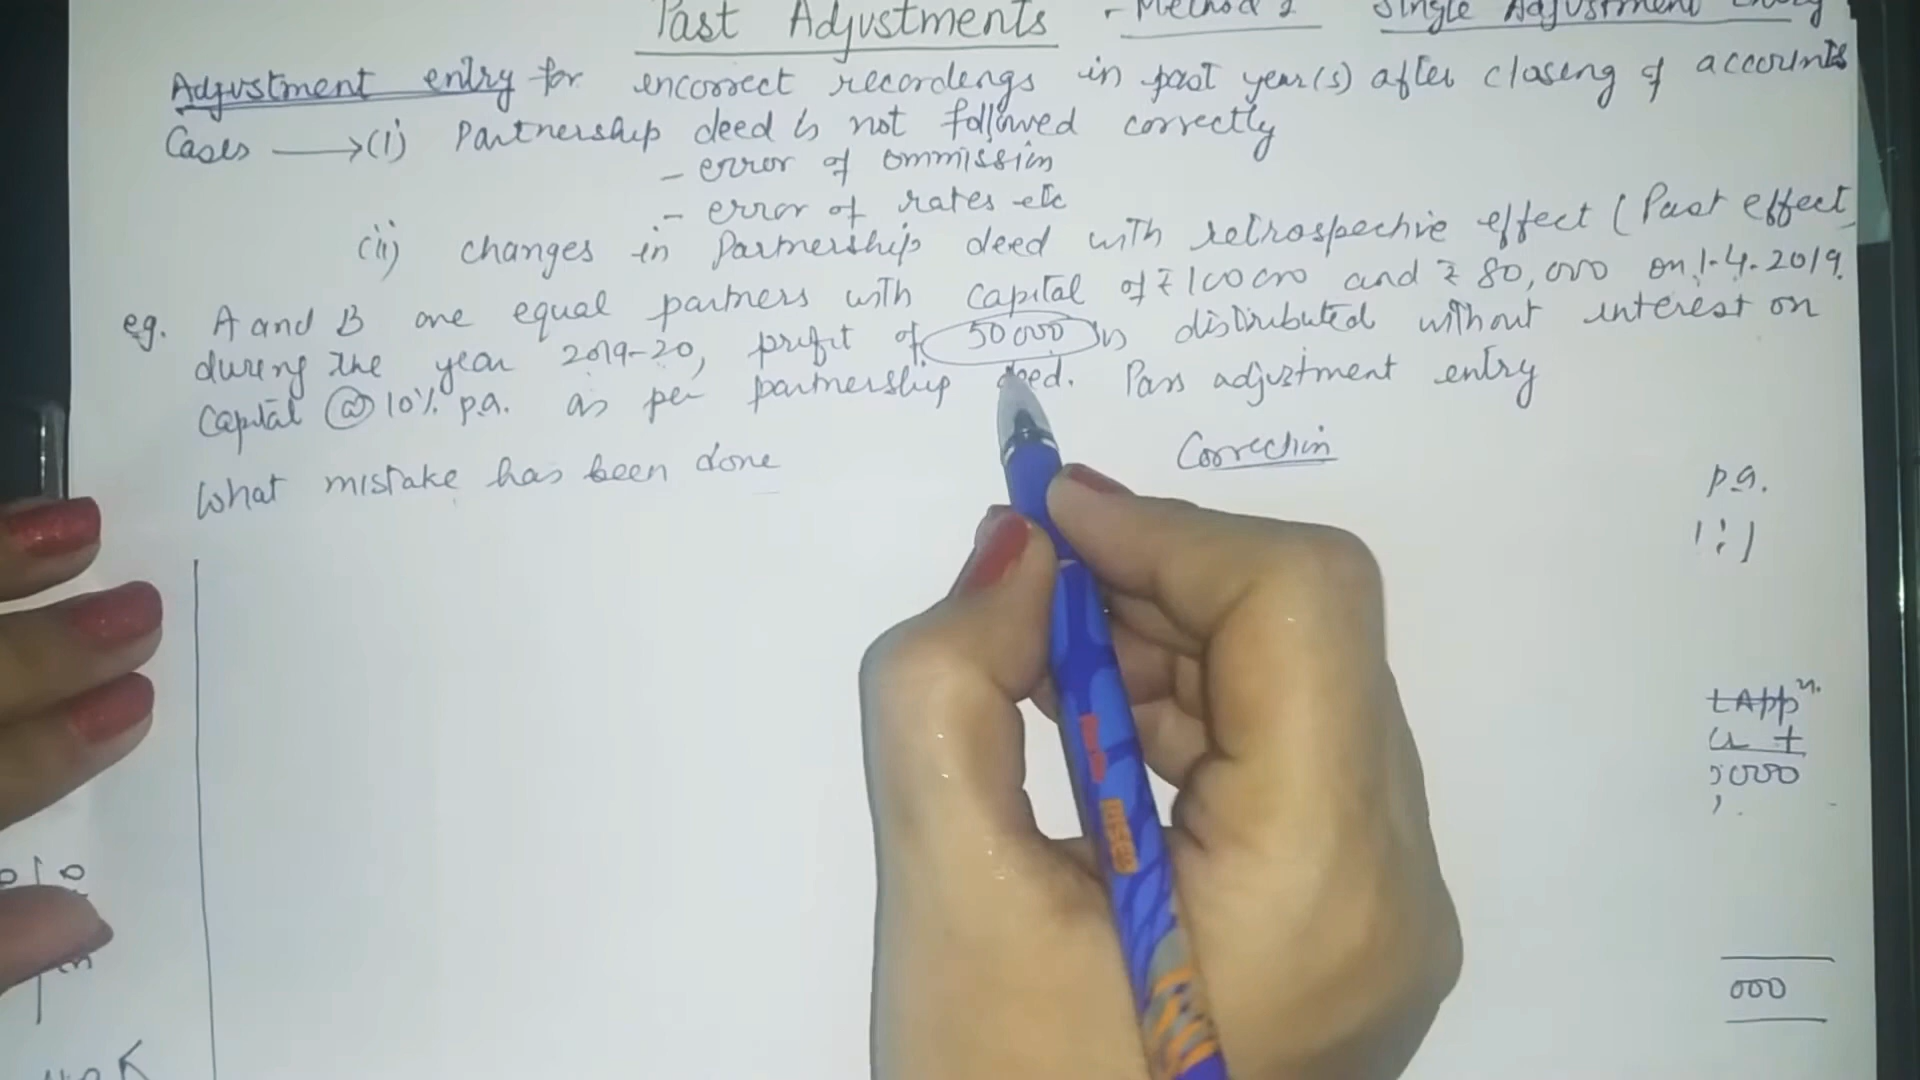 Past Adjustments - Method 2 Single Adjustment Entry
Adjustment entry for incorrect recordings in past year(s) after closing of accounts
Cases → (i) Partnership deed is not followed correctly
- error of ommission
- error of rates etc
(ii) changes in Partnership deed with retrospective effect (Past effect
eg. A and B are equal partners with capital of ₹100000 and ₹80,000 on 1.4.2019.
during the year 2019-20, profit of 50000 is distributed without interest on
capital @ 10% p.a. as per partnership deed. Pass adjustment entry
What mistake has been done
Correction
p.a.
1:1
000